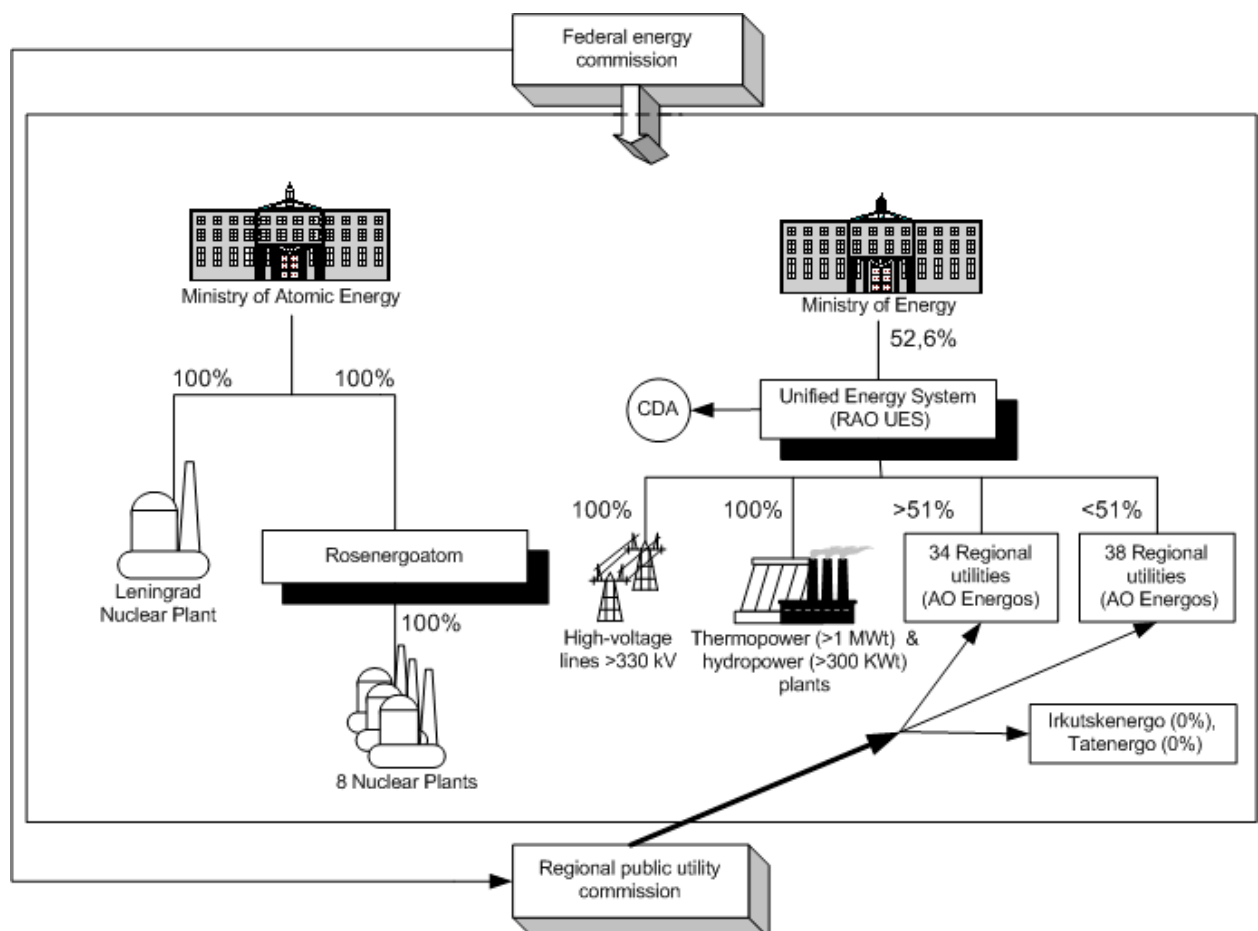 Federal energy
commission
Ministry of Atomic Energy
100%
100%
Leningrad
Nuclear Plant
Rosenergoatom
100%
8 Nuclear Plants
Ministry of Energy
52,6%
CDA
Unified Energy System
(RAO UES)
100%
100%
>51%
<51%
High-voltage
lines >330 kV
Thermopower (>1 MWt) &
hydropower (>300 KWt)
plants
34 Regional
utilities
(AO Energos)
38 Regional
utilities
(AO Energos)
Irkutskenergo (0%),
Tatenergo (0%)
Regional public utility
commission